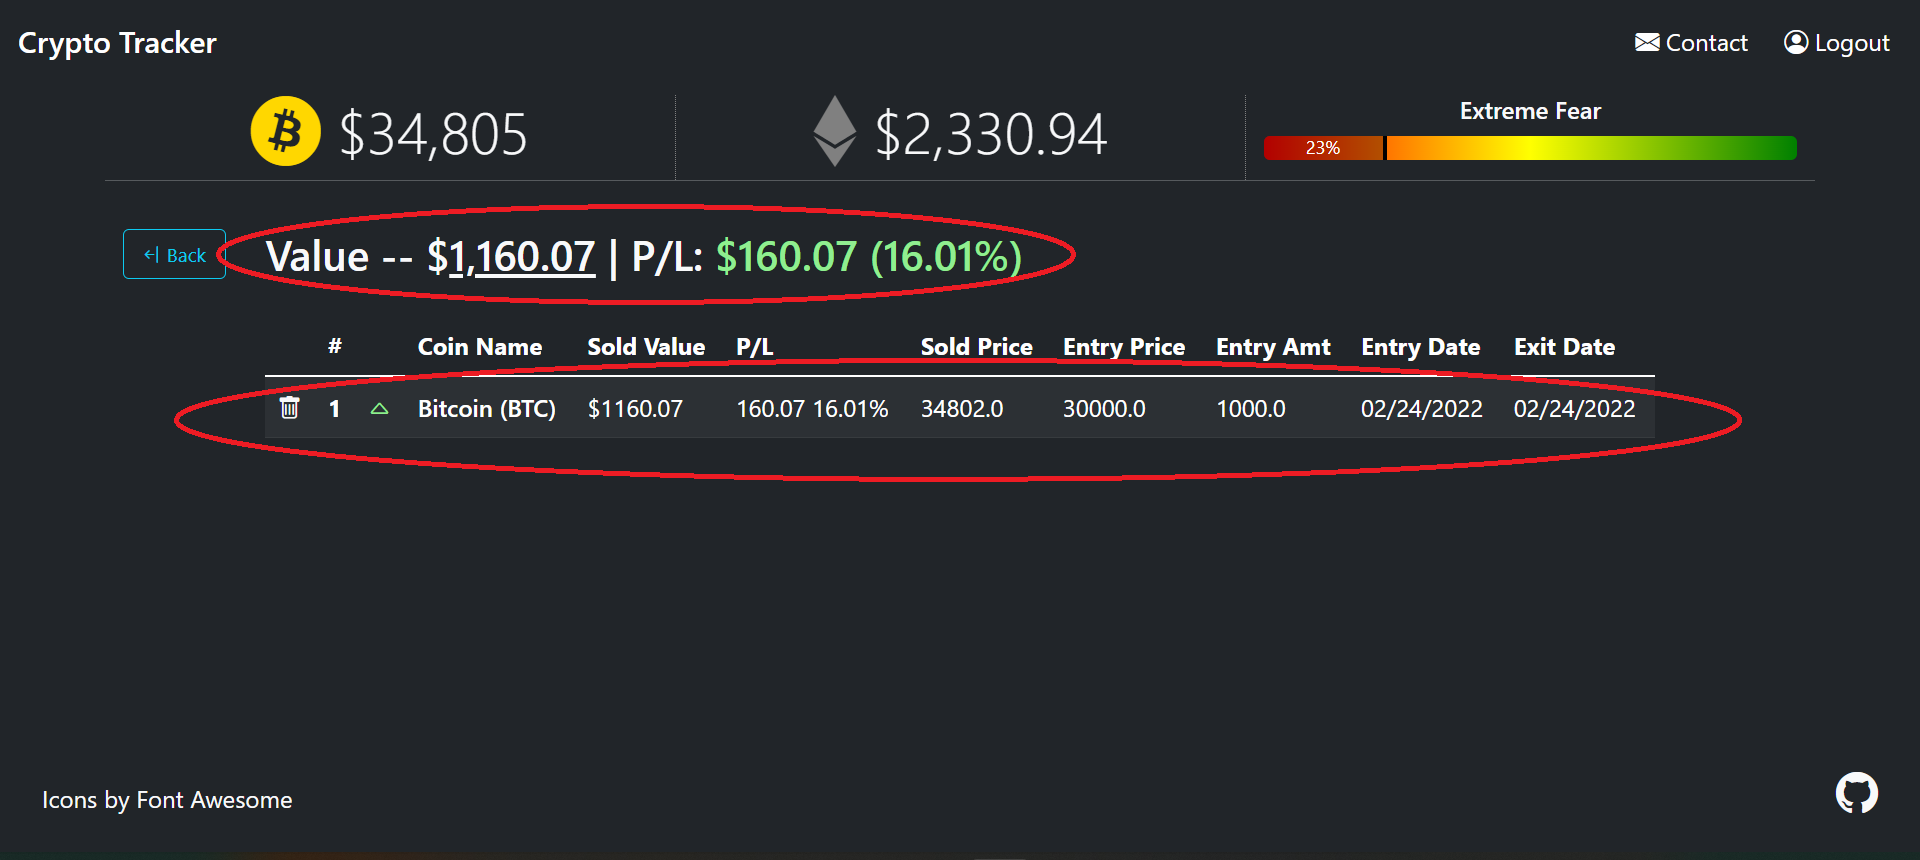 Crypto Tracker Contact Logout
$34,805 $2,330.94 Extreme Fear
23%
Back Value -- $1,160.07 | P/L: $160.07 (16.01%)
# Coin Name Sold Value P/L Sold Price Entry Price Entry Amt Entry Date Exit Date
1 Bitcoin (BTC) $1160.07 160.07 16.01% 34802.0 30000.0 1000.0 02/24/2022 02/24/2022
Icons by Font Awesome